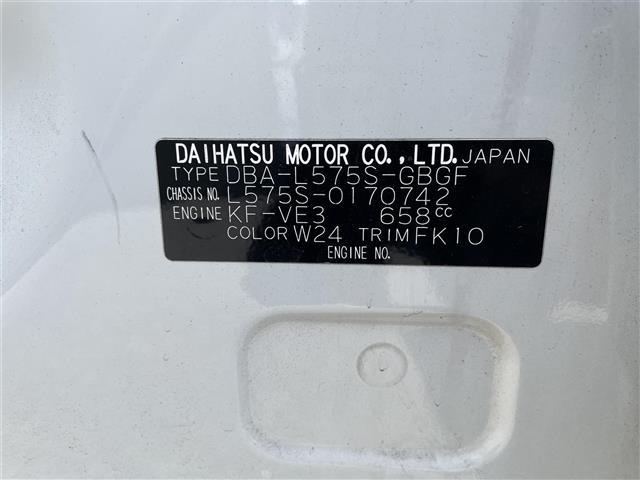 DAIHATSU MOTOR CO., LTD. JAPAN
TYPE DBA-L575S-GBGF
CHASSIS NO. L575S-0170742
ENGINE KF-VE3 658cc
COLOR W24 TRIM FK10
ENGINE NO.